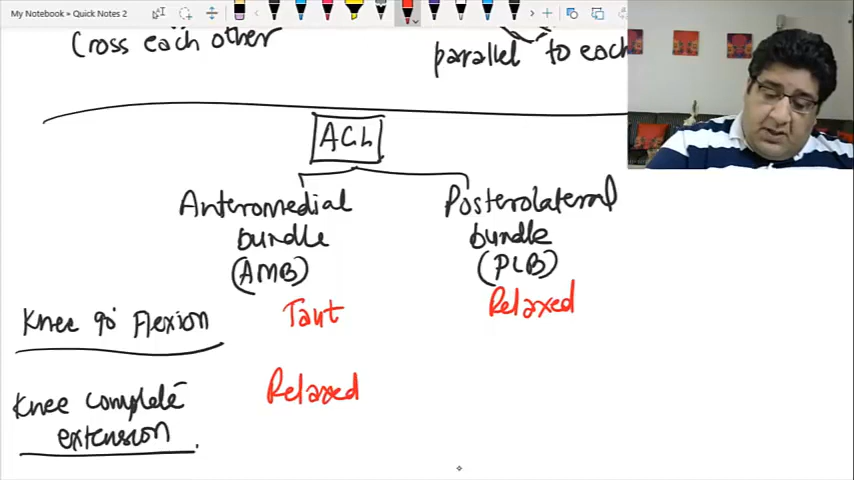 My Notebook » Quick Notes 2
Cross each other
parallel to each
ACL
Anteromedial bundle (AMB)
Posterolateral bundle (PLB)
Knee 90° Flexion Taut Relaxed
Knee complete Relaxed
extension.